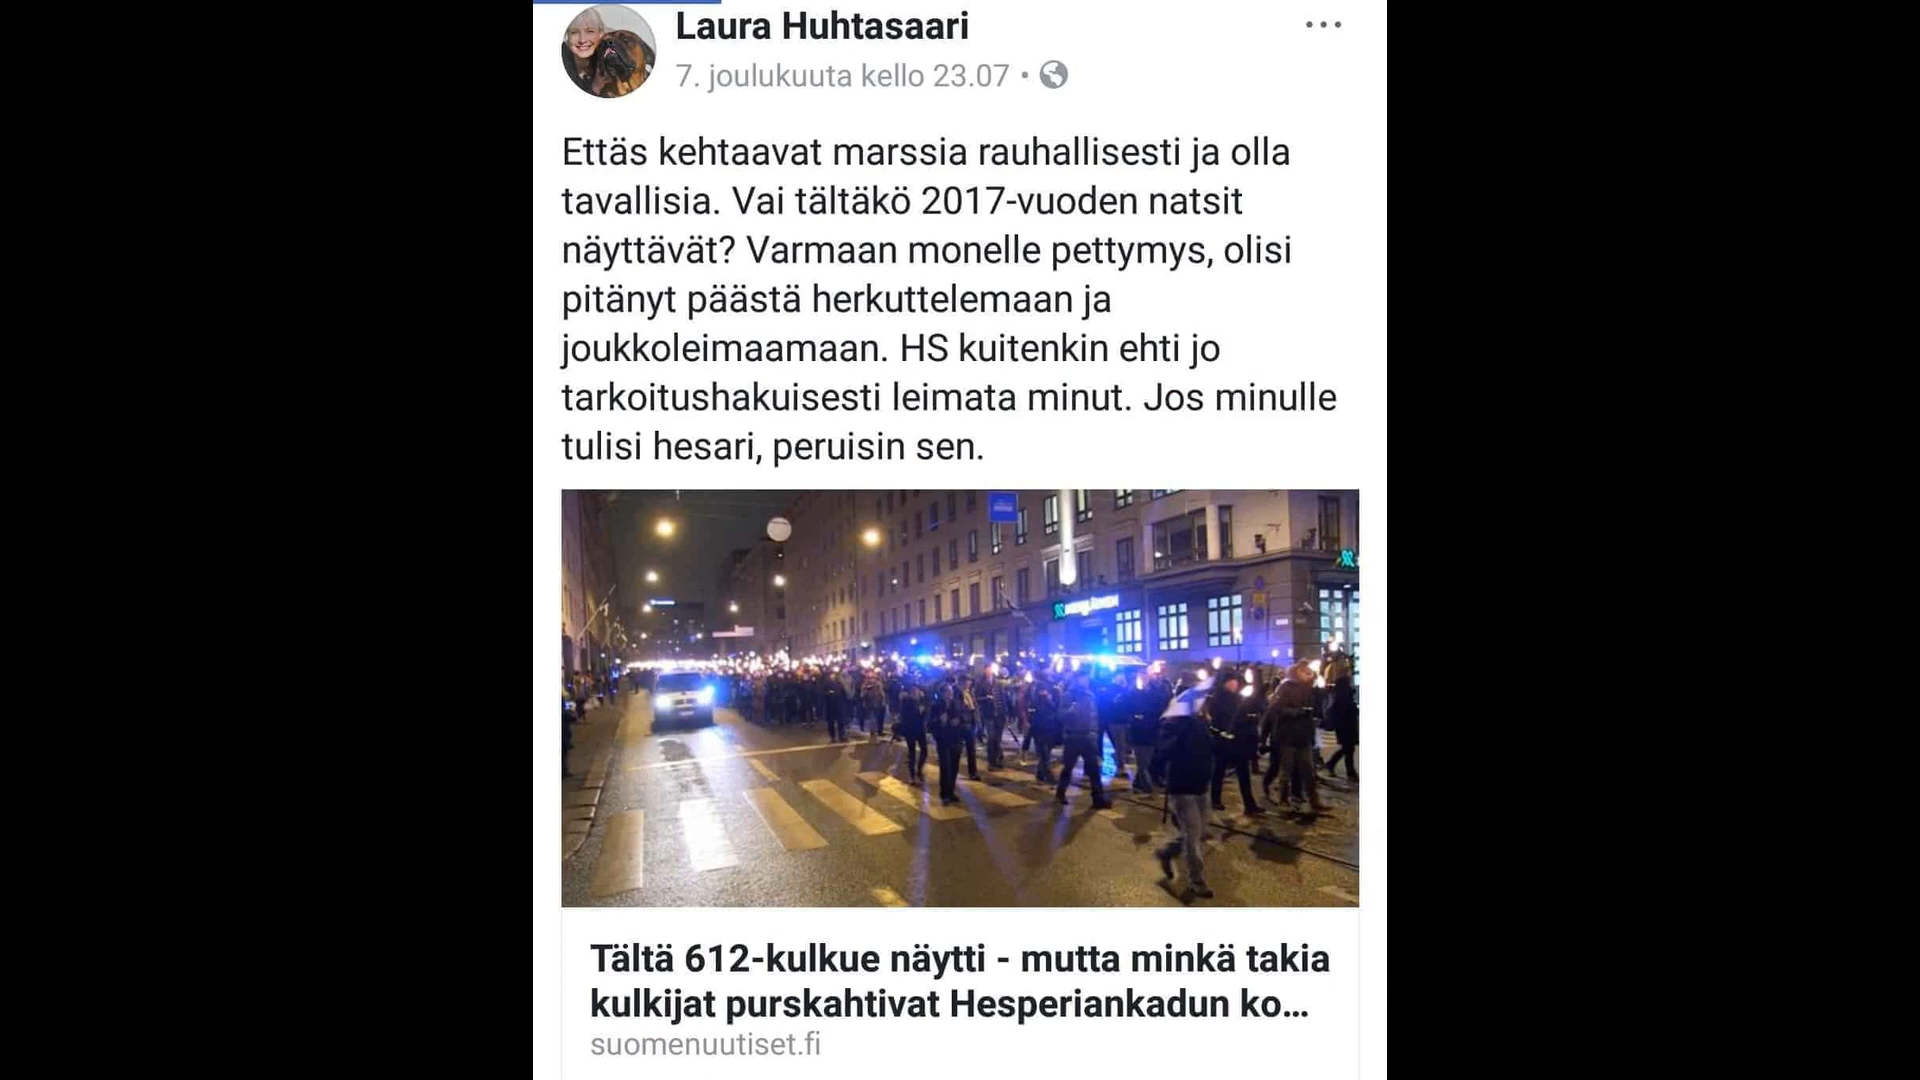 Laura Huhtasaari
7. joulukuuta kello 23.07 •
Ettäs kehtaavat marssia rauhallisesti ja olla
tavallisia. Vai tältäkö 2017-vuoden natsit
näyttävät? Varmaan monelle pettymys, olisi
pitänyt päästä herkuttelemaan ja
joukkoleimaamaan. HS kuitenkin ehti jo
tarkoitushakuisesti leimata minut. Jos minulle
tulisi hesari, peruisin sen.
Tältä 612-kulkue näytti - mutta minkä takia
kulkijat purskahtivat Hesperiankadun ko...
suomenuutiset.fi